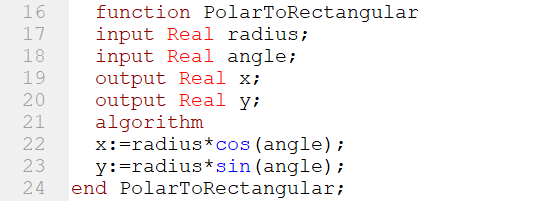 16 function PolarToRectangular
17 input Real radius;
18 input Real angle;
19 output Real x;
20 output Real y;
21 algorithm
22 x:=radius*cos(angle);
23 y:=radius*sin(angle);
24 end PolarToRectangular;